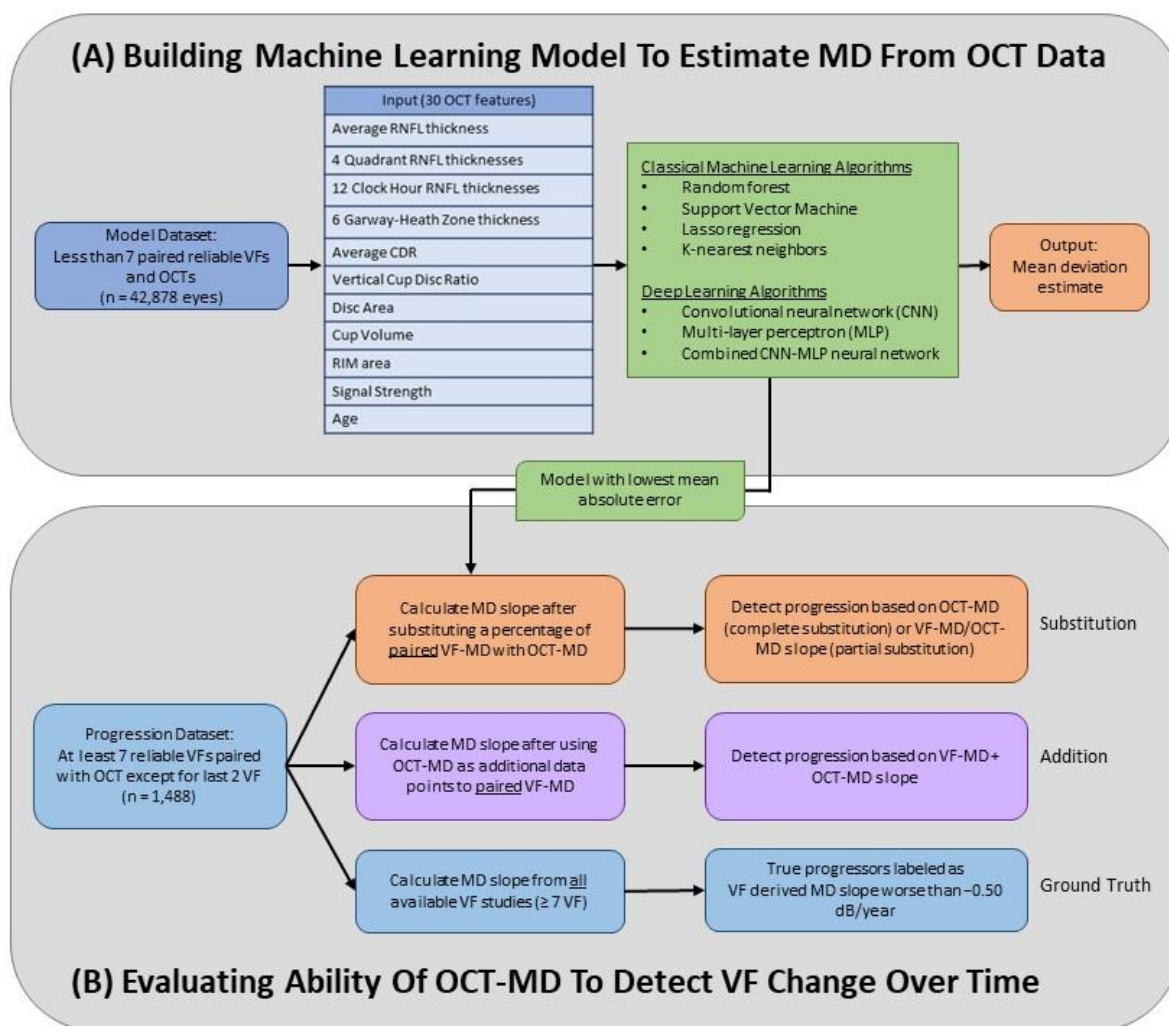 (A) Building Machine Learning Model To Estimate MD From OCT Data
Model Dataset:
Less than 7 paired reliable VFs
and OCTs
(n = 42,878 eyes)
Input (30 OCT features)
Average RNFL thickness
4 Quadrant RNFL thicknesses
12 Clock Hour RNFL thicknesses
6 Garway-Heath Zone thickness
Average CDR
Vertical Cup Disc Ratio
Disc Area
Cup Volume
RIM area
Signal Strength
Age
Classical Machine Learning Algorithms
• Random forest
• Support Vector Machine
• Lasso regression
• K-nearest neighbors
Deep Learning Algorithms
• Convolutional neural network (CNN)
• Multi-layer perceptron (MLP)
• Combined CNN-MLP neural network
Output:
Mean deviation
estimate
Model with lowest mean
absolute error
Progression Dataset:
At least 7 reliable VFs paired
with OCT except for last 2 VF
(n = 1,488)
Calculate MD slope after
substituting a percentage of
paired VF-MD with OCT-MD
Detect progression based on OCT-MD
(complete substitution) or VF-MD/OCT-
MD slope (partial substitution)
Substitution
Calculate MD slope after using
OCT-MD as additional data
points to paired VF-MD
Detect progression based on VF-MD+
OCT-MD slope
Addition
Calculate MD slope from all
available VF studies (≥ 7 VF)
True progressors labeled as
VF derived MD slope worse than −0.50
dB/year
Ground Truth
(B) Evaluating Ability Of OCT-MD To Detect VF Change Over Time